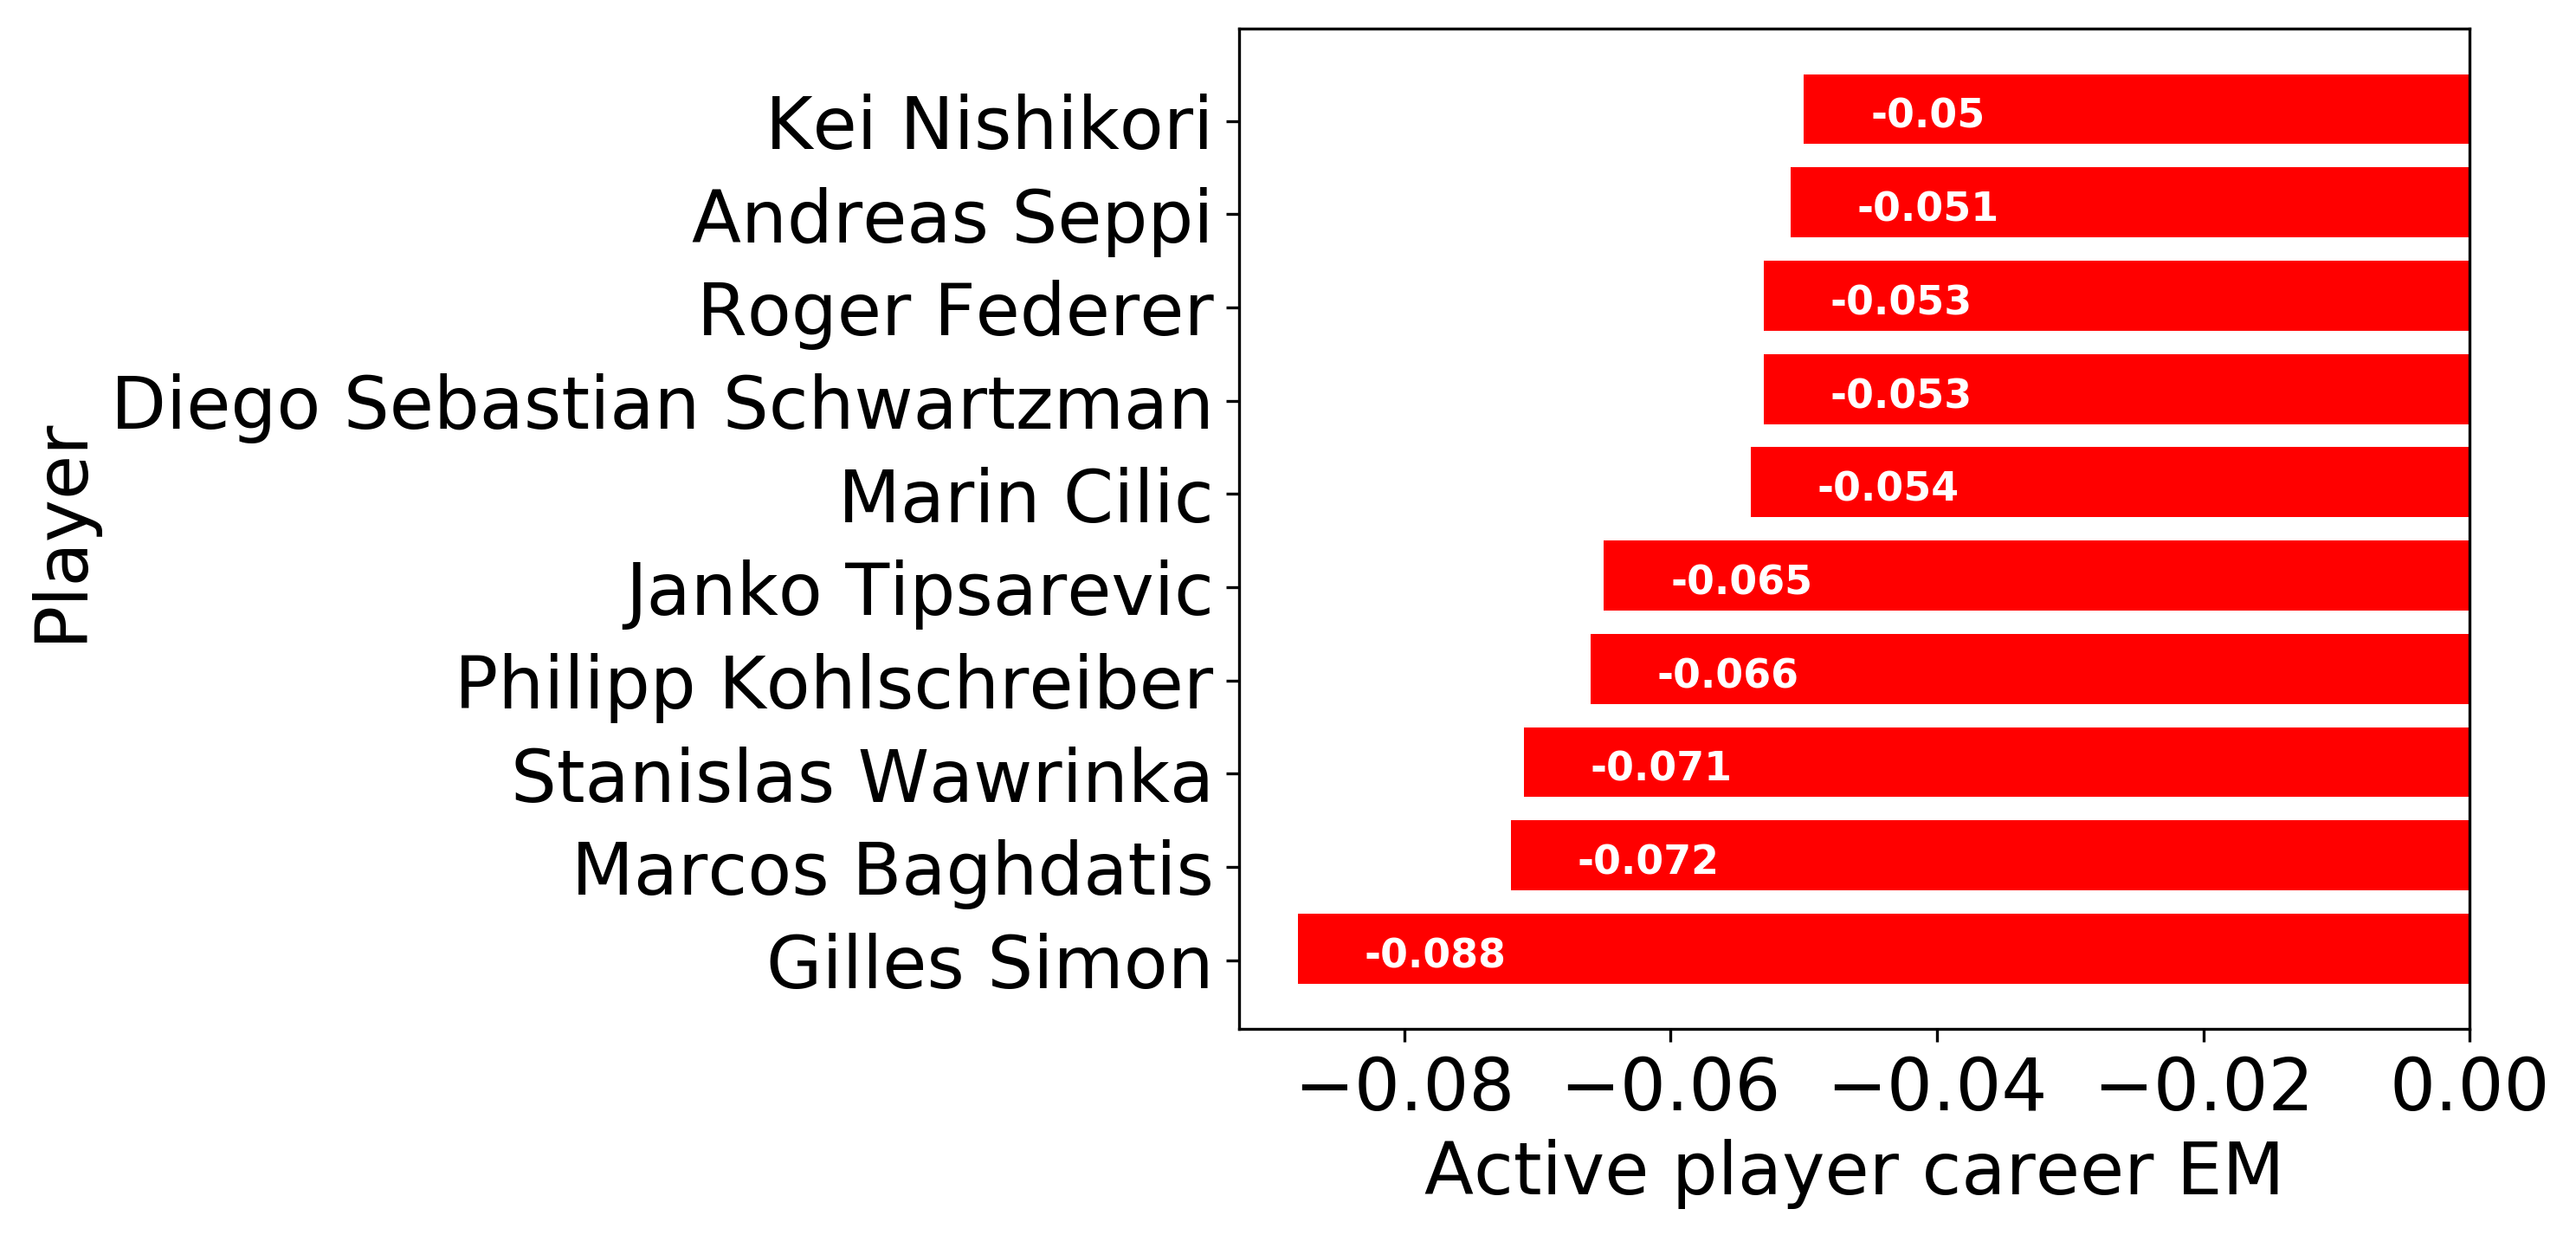 Kei Nishikori -0.05
Andreas Seppi -0.051
Roger Federer -0.053
Diego Sebastian Schwartzman -0.053
Marin Cilic -0.054
Janko Tipsarevic -0.065
Philipp Kohlschreiber -0.066
Stanislas Wawrinka -0.071
Marcos Baghdatis -0.072
Gilles Simon -0.088
Player
−0.08 −0.06 −0.04 −0.02 0.00
Active player career EM